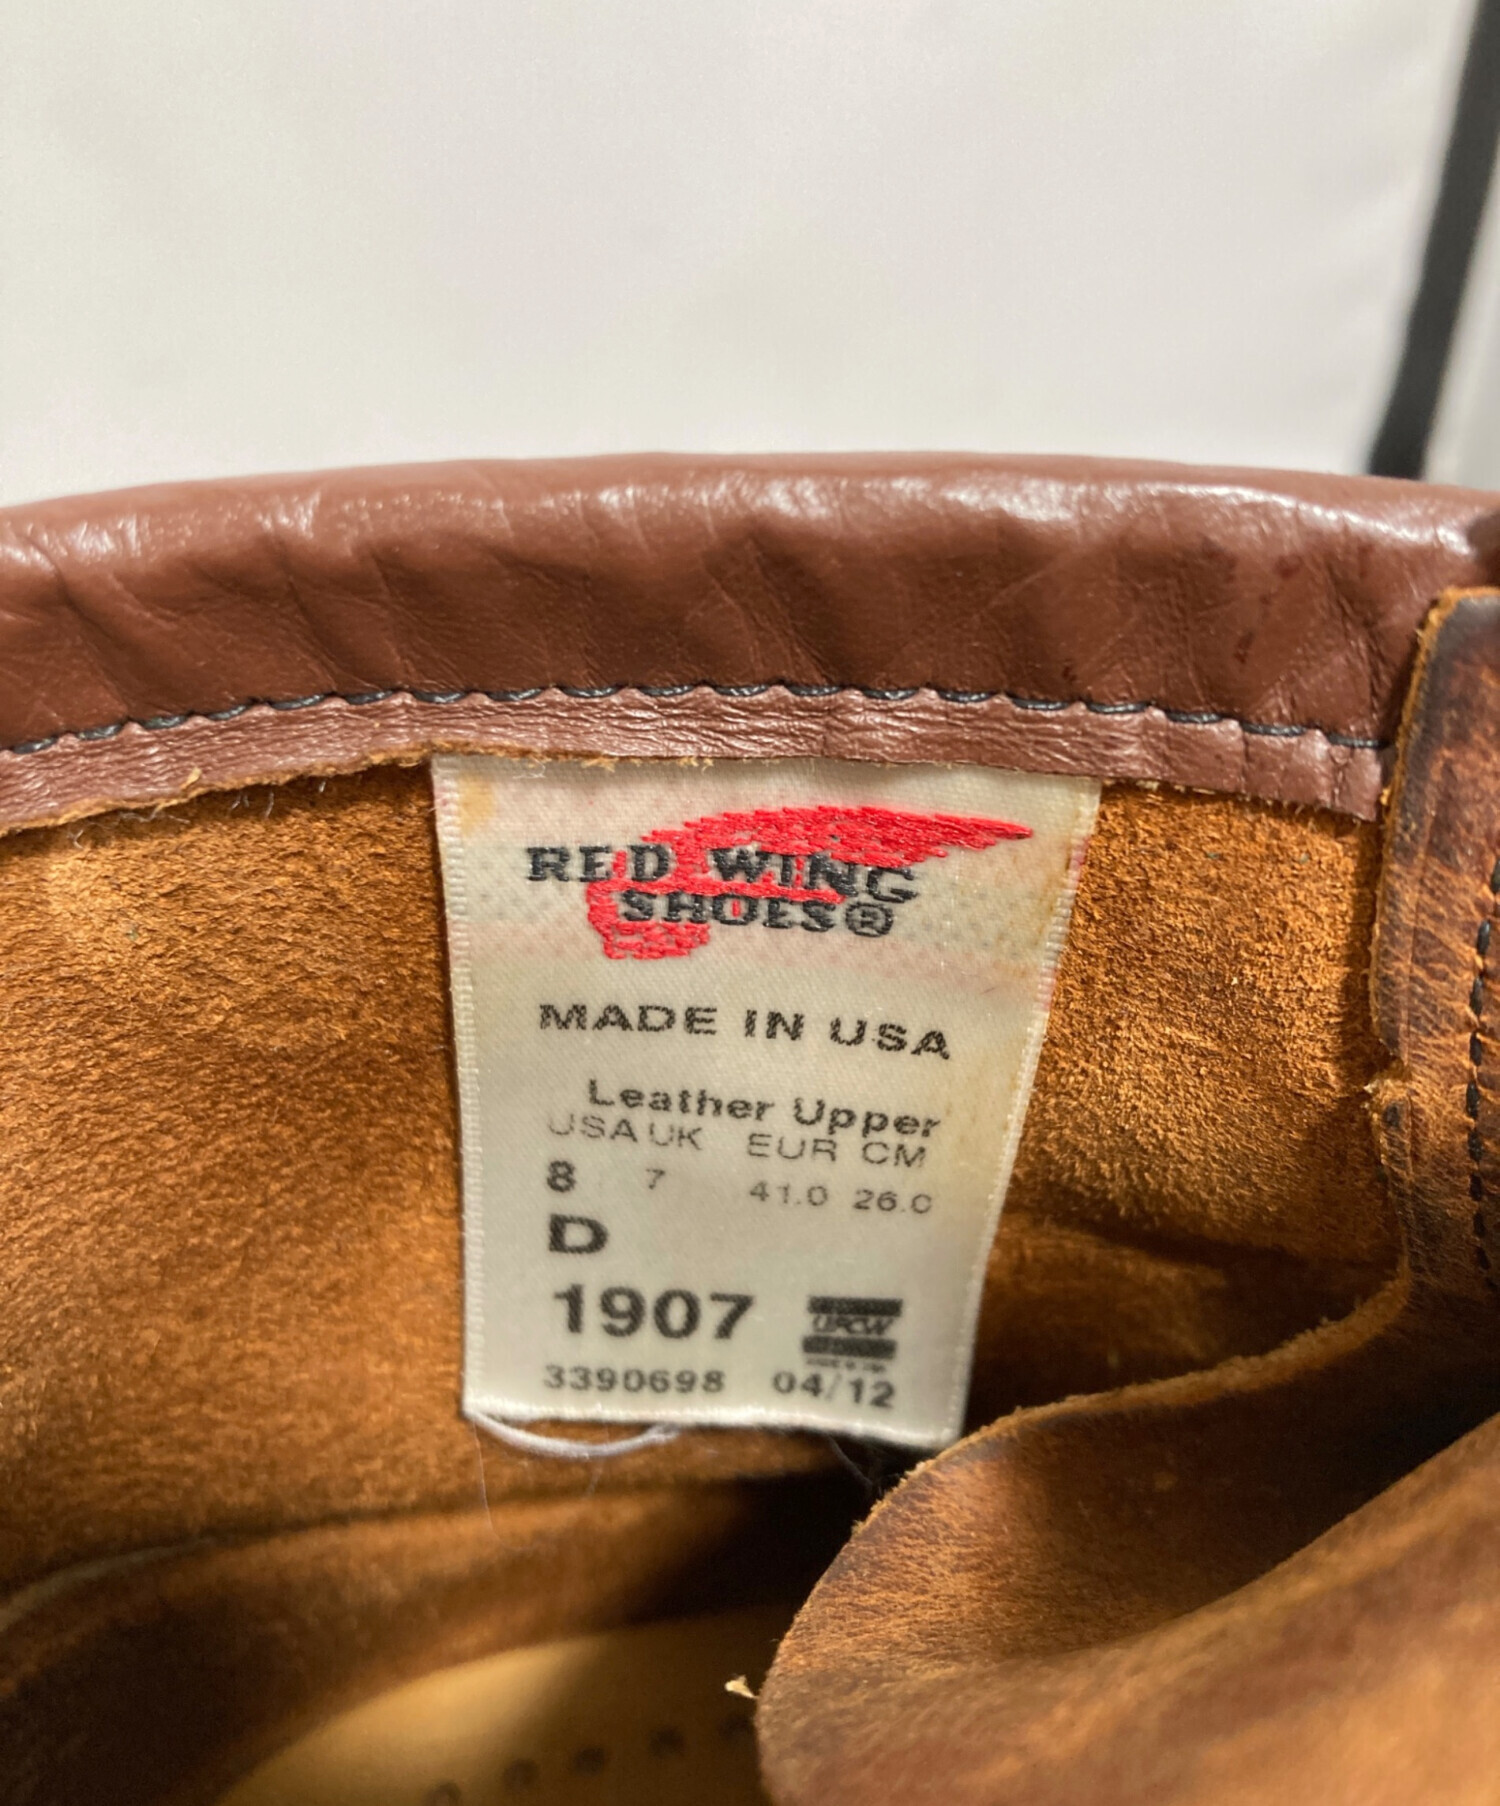 RED WING
SHOES®
MADE IN USA
Leather Upper
USA UK EUR CM
8 7 41.0 26.0
D
1907
UFCW
3390698 04/12